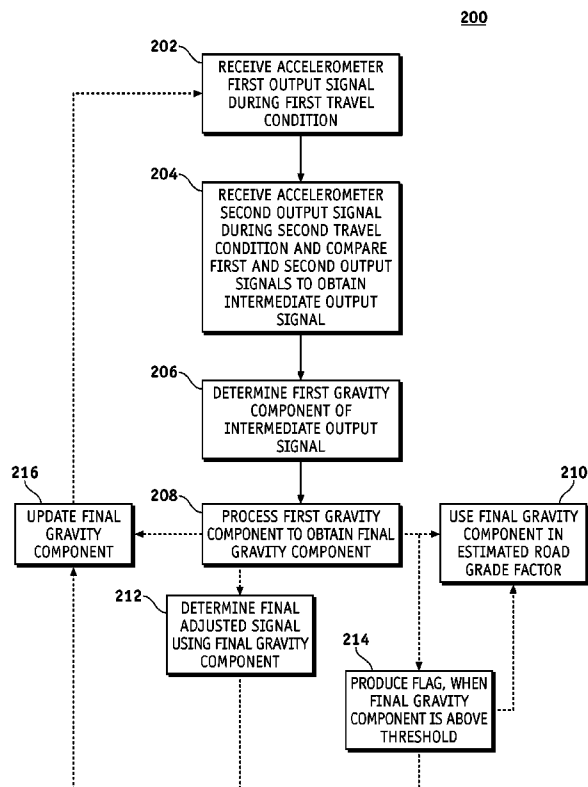 200
202
RECEIVE ACCELEROMETER
FIRST OUTPUT SIGNAL
DURING FIRST TRAVEL
CONDITION
204
RECEIVE ACCELEROMETER
SECOND OUTPUT SIGNAL
DURING SECOND TRAVEL
CONDITION AND COMPARE
FIRST AND SECOND OUTPUT
SIGNALS TO OBTAIN
INTERMEDIATE OUTPUT
SIGNAL
206
DETERMINE FIRST GRAVITY
COMPONENT OF
INTERMEDIATE OUTPUT
SIGNAL
216
UPDATE FINAL
GRAVITY
COMPONENT
208
PROCESS FIRST GRAVITY
COMPONENT TO OBTAIN FINAL
GRAVITY COMPONENT
210
USE FINAL GRAVITY
COMPONENT IN
ESTIMATED ROAD
GRADE FACTOR
212
DETERMINE FINAL
ADJUSTED SIGNAL
USING FINAL GRAVITY
COMPONENT
214
PRODUCE FLAG, WHEN
FINAL GRAVITY
COMPONENT IS ABOVE
THRESHOLD